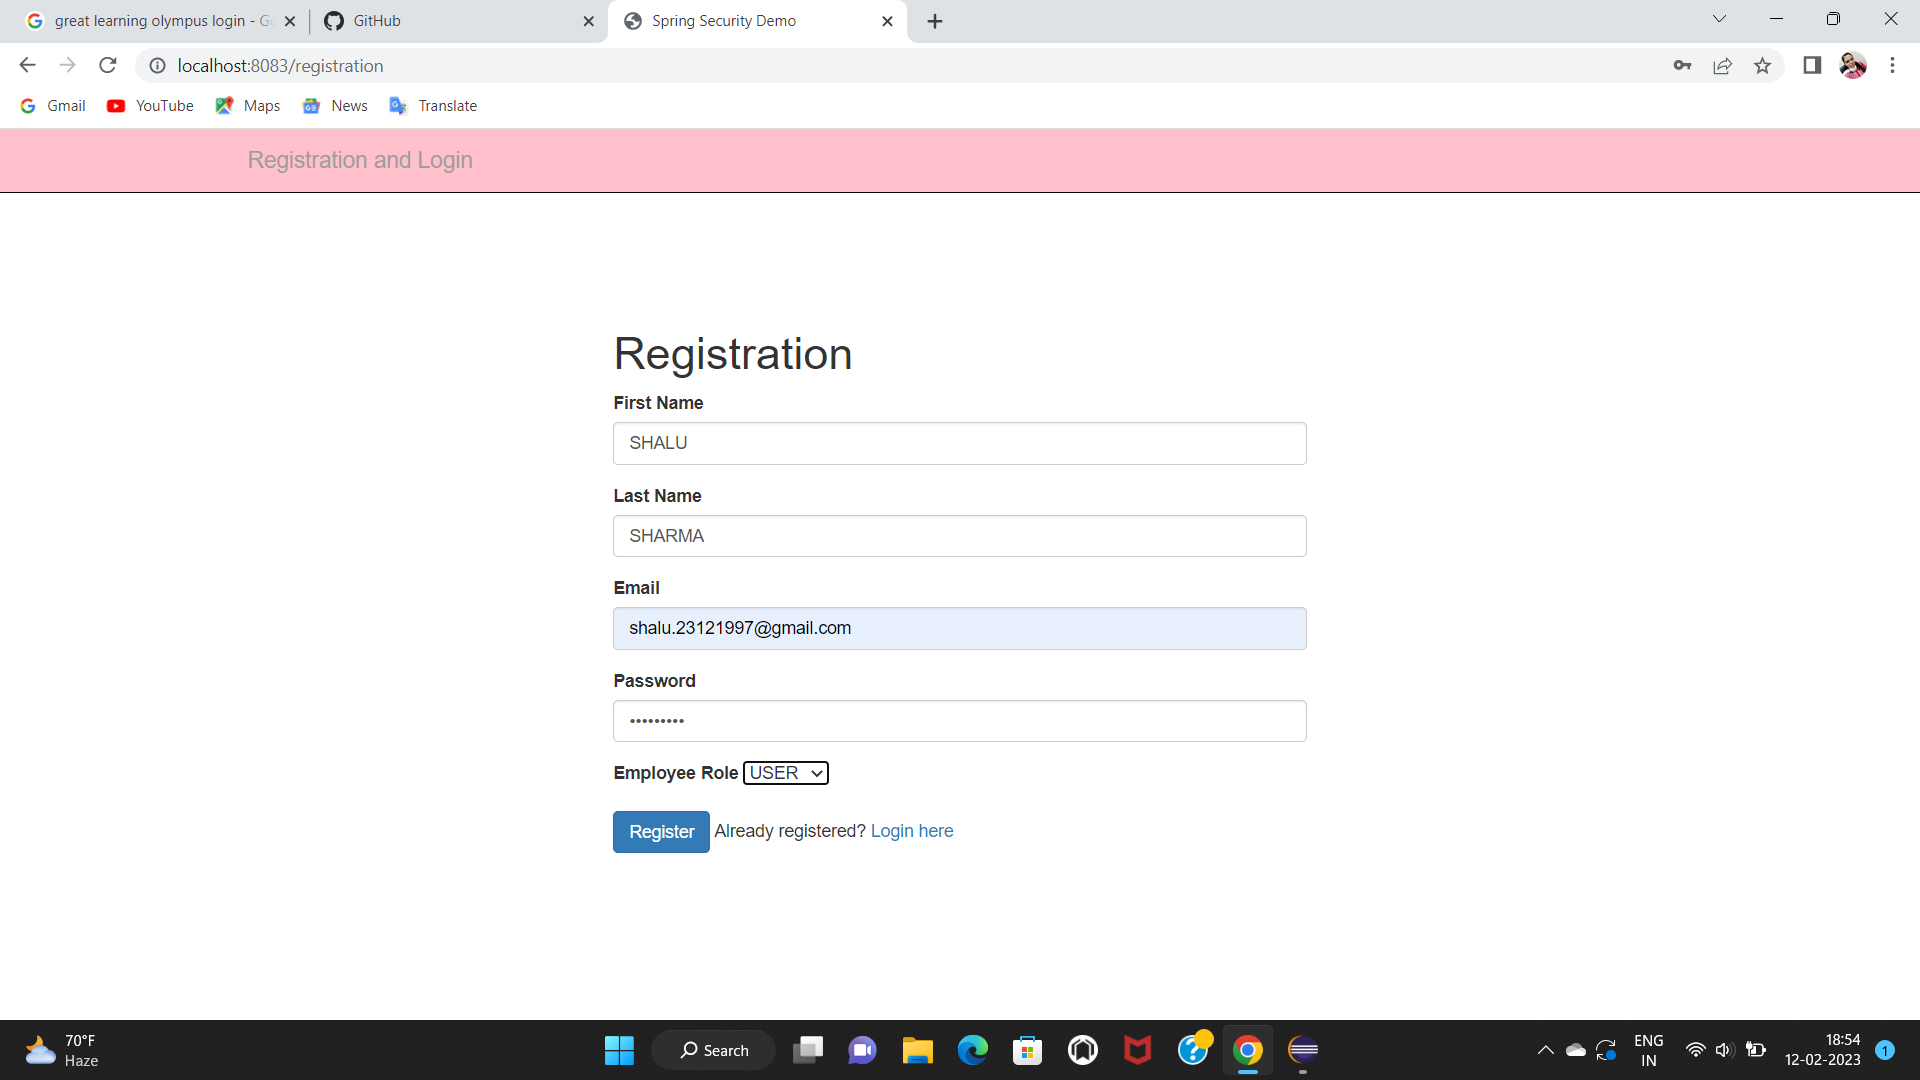 great learning olympus login - G
GitHub
Spring Security Demo
localhost:8083/registration
Gmail
YouTube
Maps
News
Translate
Registration and Login
Registration
First Name
SHALU
Last Name
SHARMA
Email
shalu.23121997@gmail.com
Password
•••••••••
Employee Role USER
Register Already registered? Login here
70°F
Haze
Search
ENG
IN
18:54
12-02-2023
1